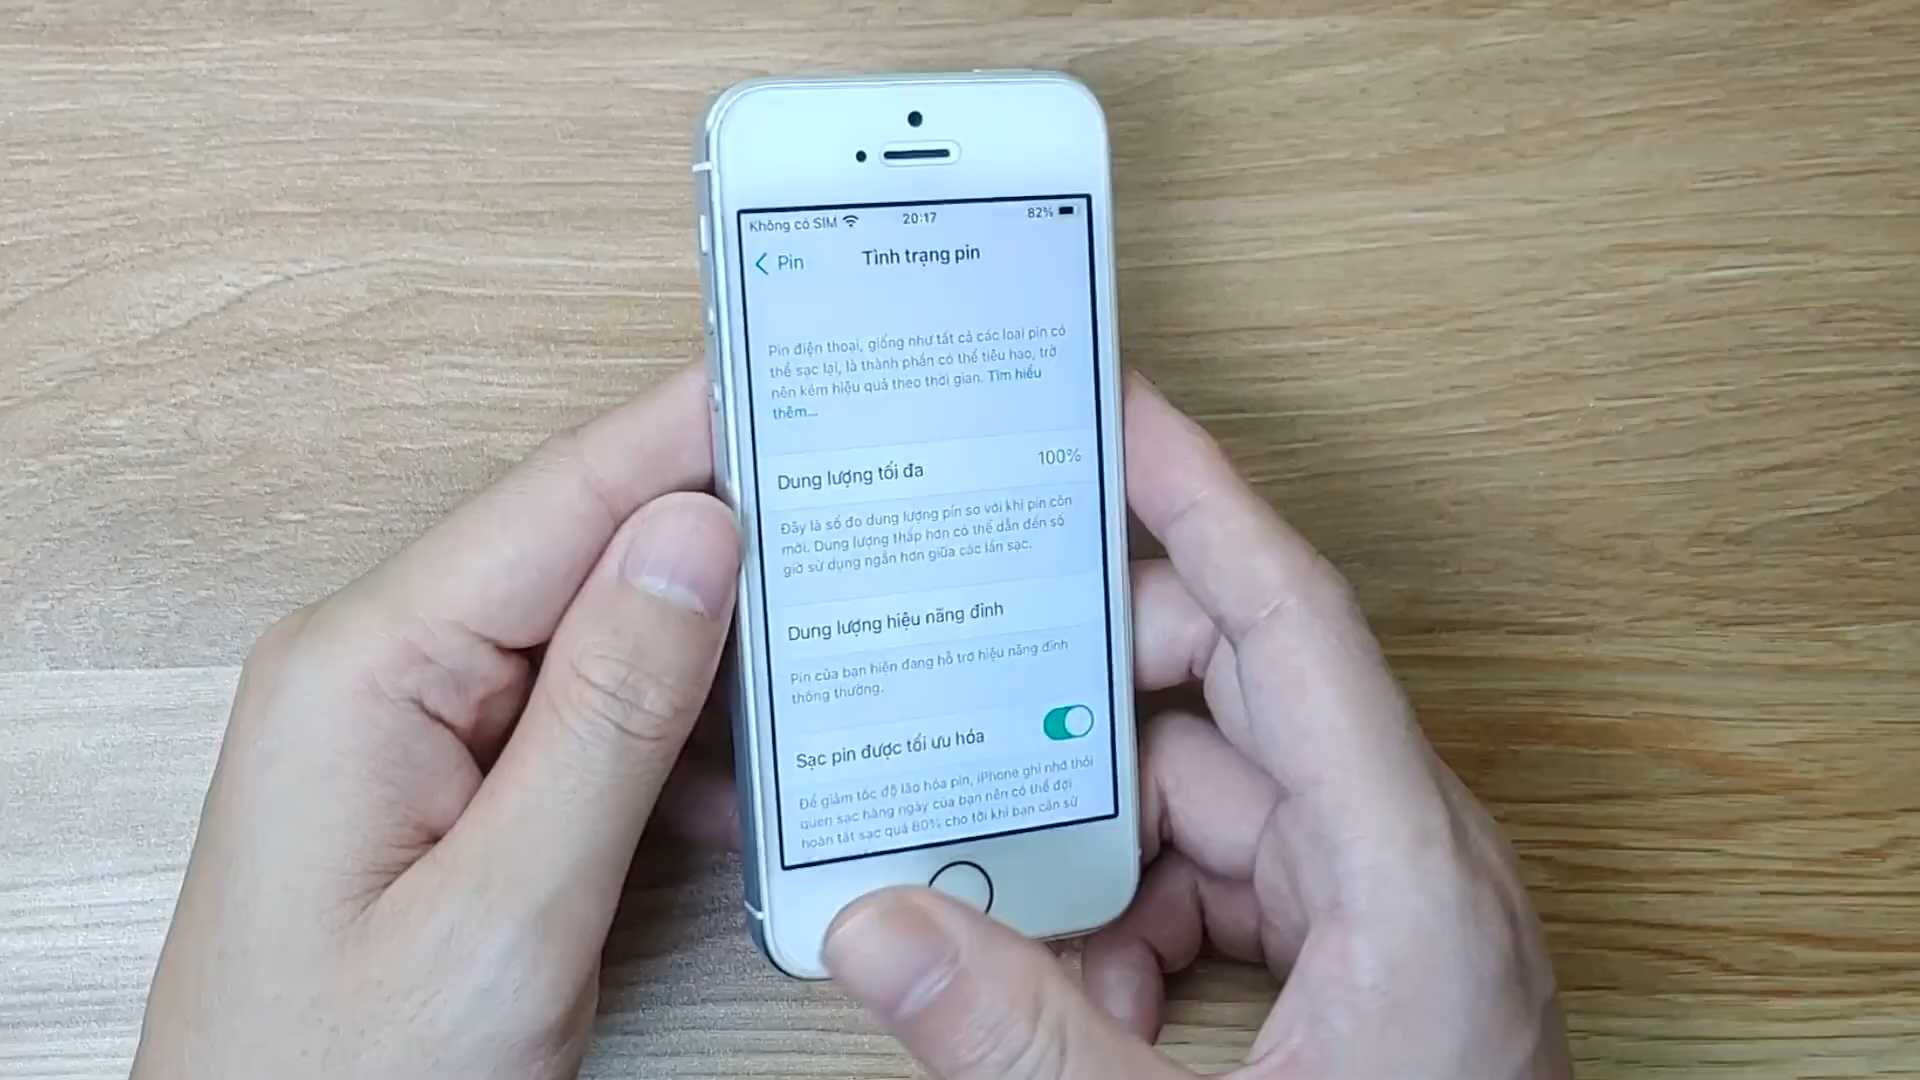 Không có SIM 20:17 82%
Pin Tình trạng pin
Pin điện thoại, giống như tất cả các loại pin có
thể sạc lại, là thành phần có thể tiêu hao, trở
nên kém hiệu quả theo thời gian. Tìm hiểu
thêm...
Dung lượng tối đa 100%
Đây là số đo dung lượng pin so với khi pin còn
mới. Dung lượng thấp hơn có thể dẫn đến số
giờ sử dụng ngắn hơn giữa các lần sạc.
Dung lượng hiệu năng đỉnh
Pin của bạn hiện đang hỗ trợ hiệu năng đỉnh
thông thường.
Sạc pin được tối ưu hóa
Để giảm tốc độ lão hóa pin, iPhone ghi nhớ thói
quen sạc hàng ngày của bạn nên có thể đợi
hoàn tất sạc quá 80% cho tới khi bạn cần sử